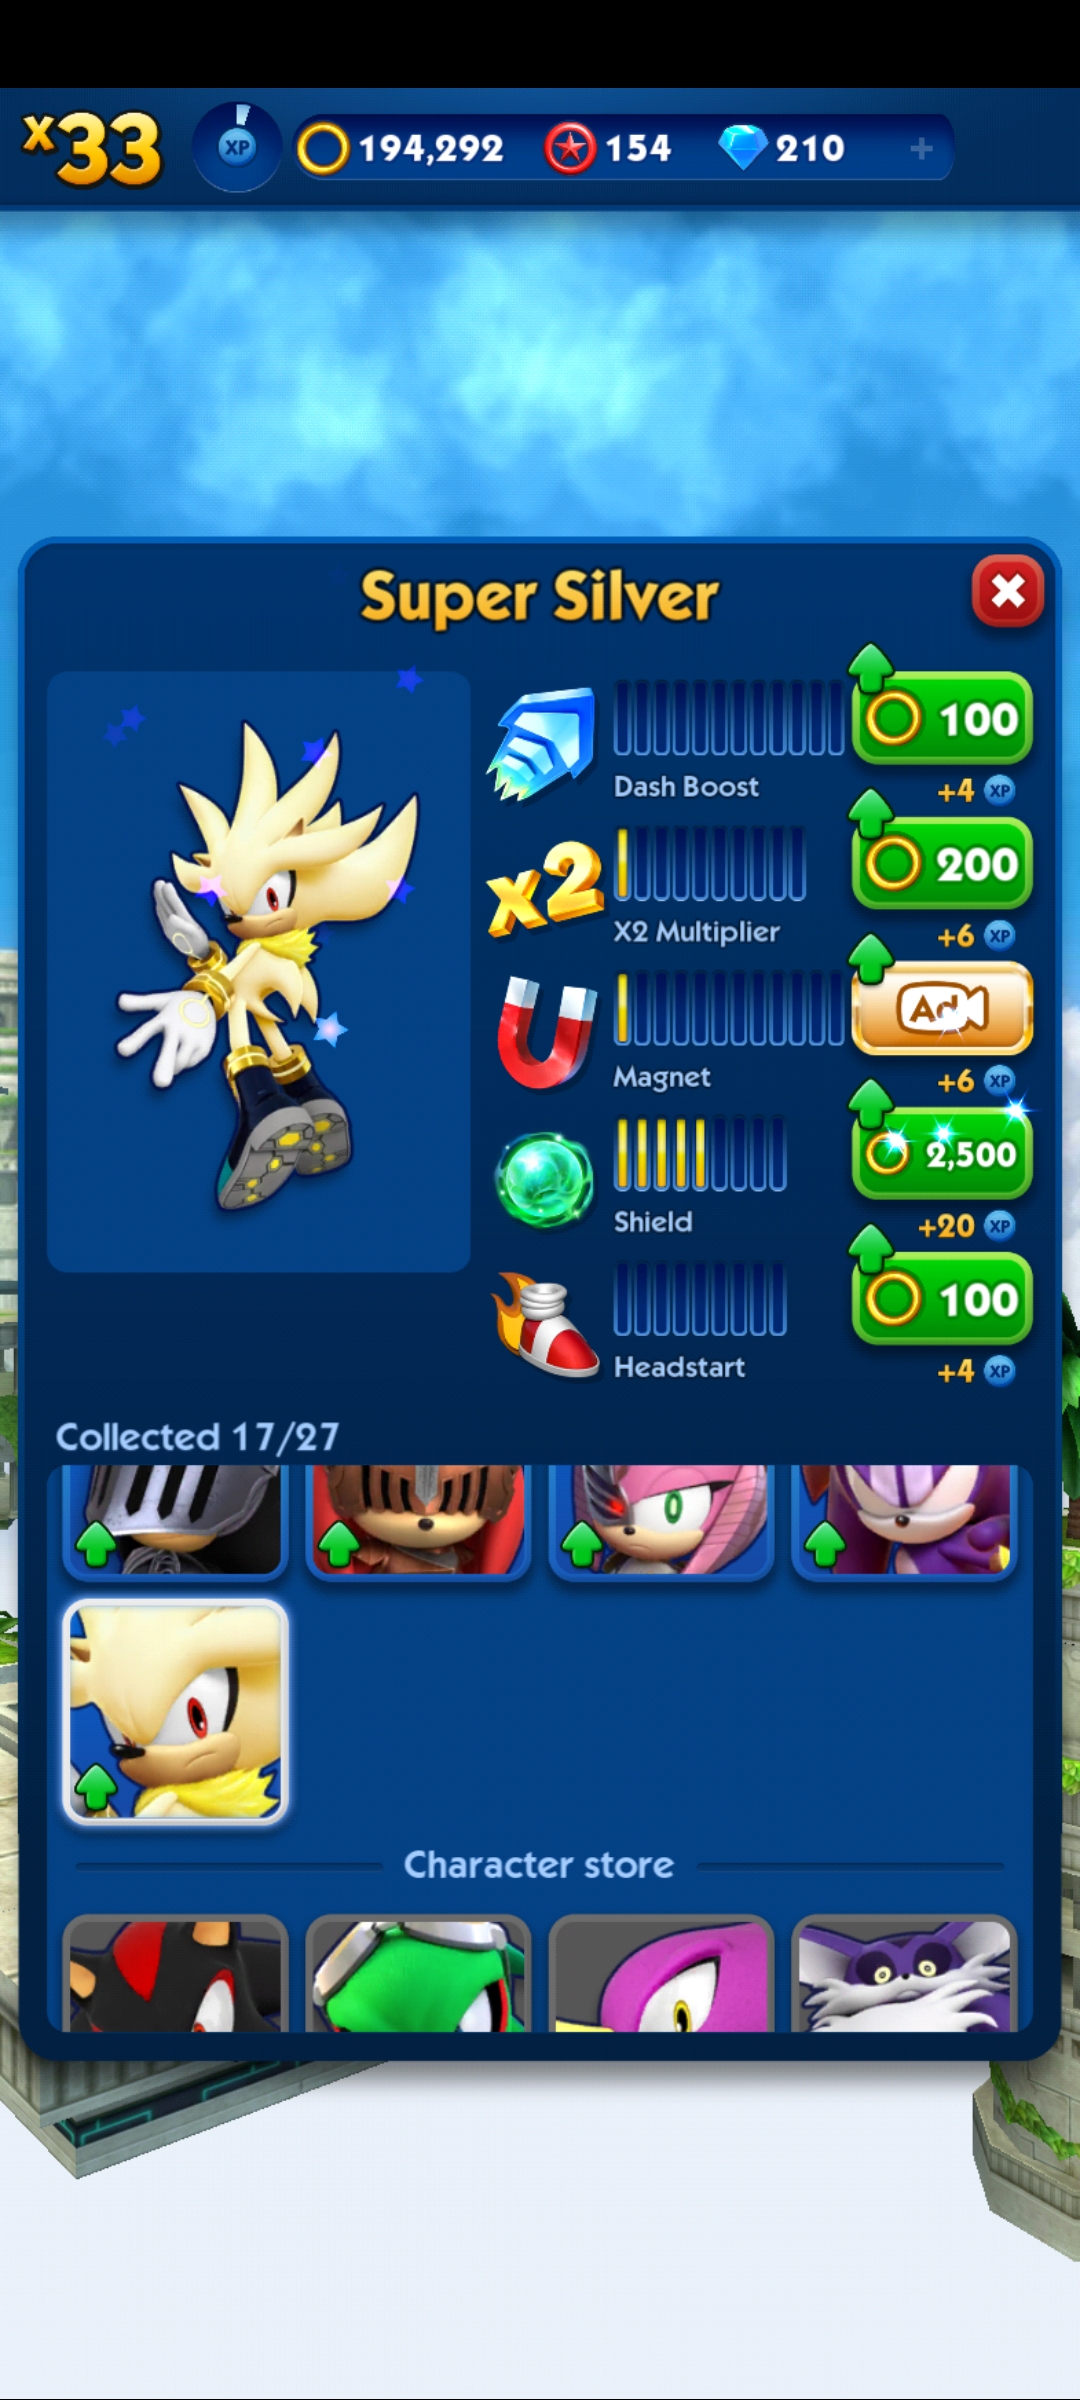 x33 XP 194,292 154 210 +
Super Silver
100
Dash Boost
+4 XP
x2
200
X2 Multiplier
+6 XP
Ad
Magnet
+6 XP
2,500
Shield
+20 XP
100
Headstart
+4 XP
Collected 17/27
Character store